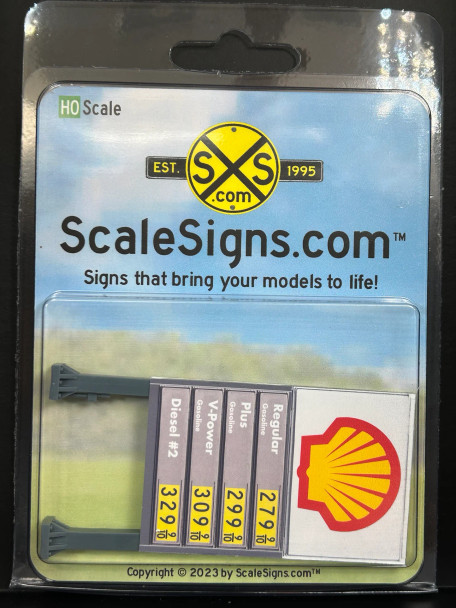 HO Scale
EST. SXS 1995
.com
ScaleSigns.com™
Signs that bring your models to life!
Regular
Gasoline
279 9/10
Plus
Gasoline
299 9/10
V-Power
Gasoline
309 9/10
Diesel #2
329 9/10
Copyright © 2023 by ScaleSigns.com™